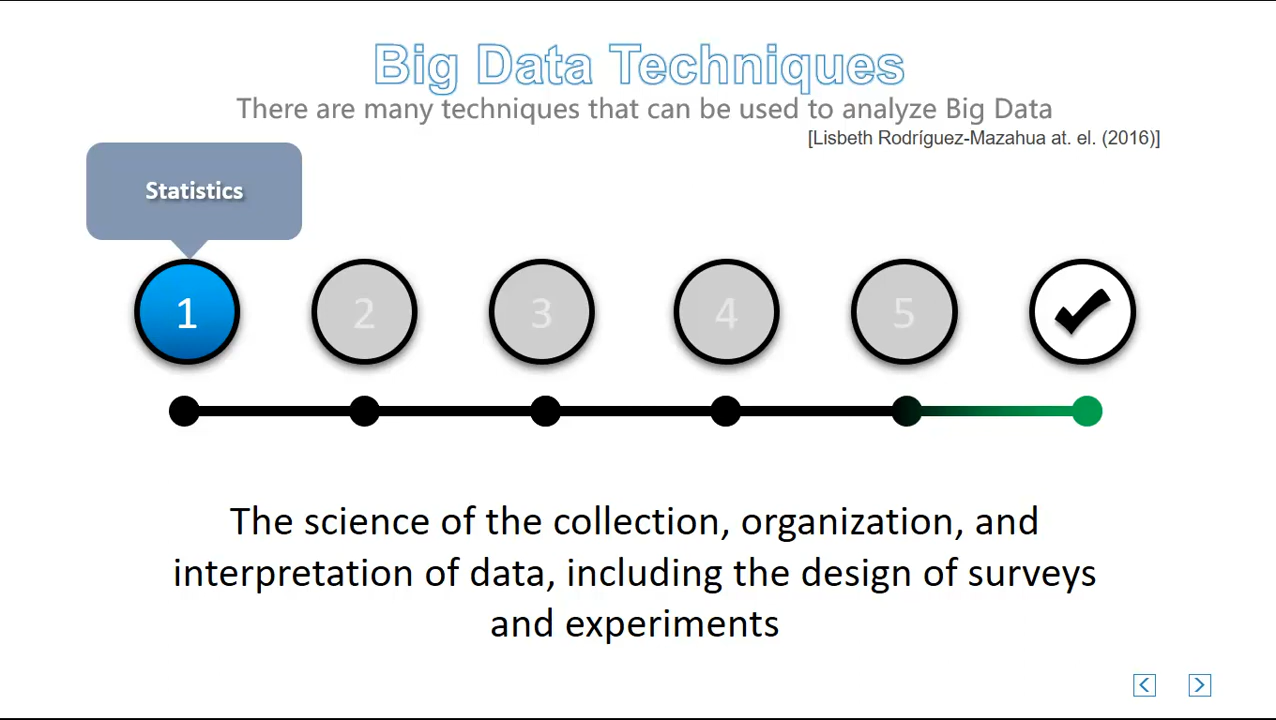 Big Data Techniques
There are many techniques that can be used to analyze Big Data
[Lisbeth Rodríguez-Mazahua at. el. (2016)]
Statistics
1 2 3 4 5
The science of the collection, organization, and
interpretation of data, including the design of surveys
and experiments